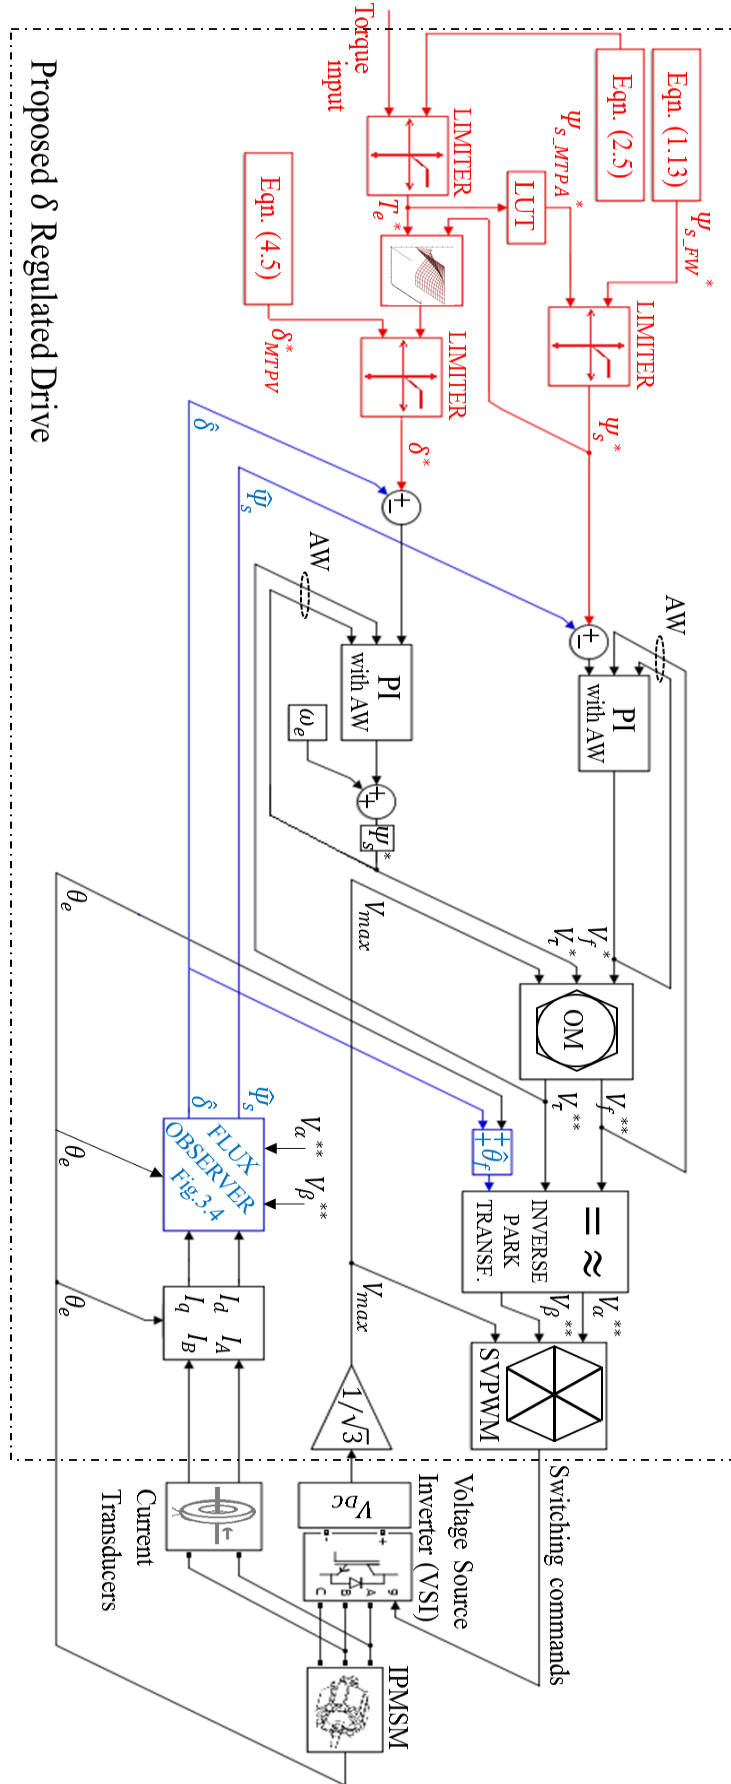 Eqn. (1.13)
Ψs_FW*
Eqn. (2.5)
Ψs_MTPA*
LUT
LIMITER
Ψs*
Torque
input
LIMITER
Te*
Eqn. (4.5)
δ*MTPV
LIMITER
δ*
+
−
+
−
AW
PI
with AW
AW
PI
with AW
ωe
+
+
Ψs*
Vf*
Vτ*
Vmax
OM
Vf**
Vτ**
+
+
θ̂f
= ≈
INVERSE
PARK
TRANSF.
Vα**
Vβ**
SVPWM
Switching commands
δ̂
Ψ̂s
Ψ̂s
δ̂
Vα**
Vβ**
FLUX
OBSERVER
Fig.3.4
θe
θe
θe
Id IA
Iq IB
Vmax
1/√3
VDC
Voltage Source
Inverter (VSI)
+
-
g
A
B
C
IPMSM
Current
Transducers
Proposed δ Regulated Drive